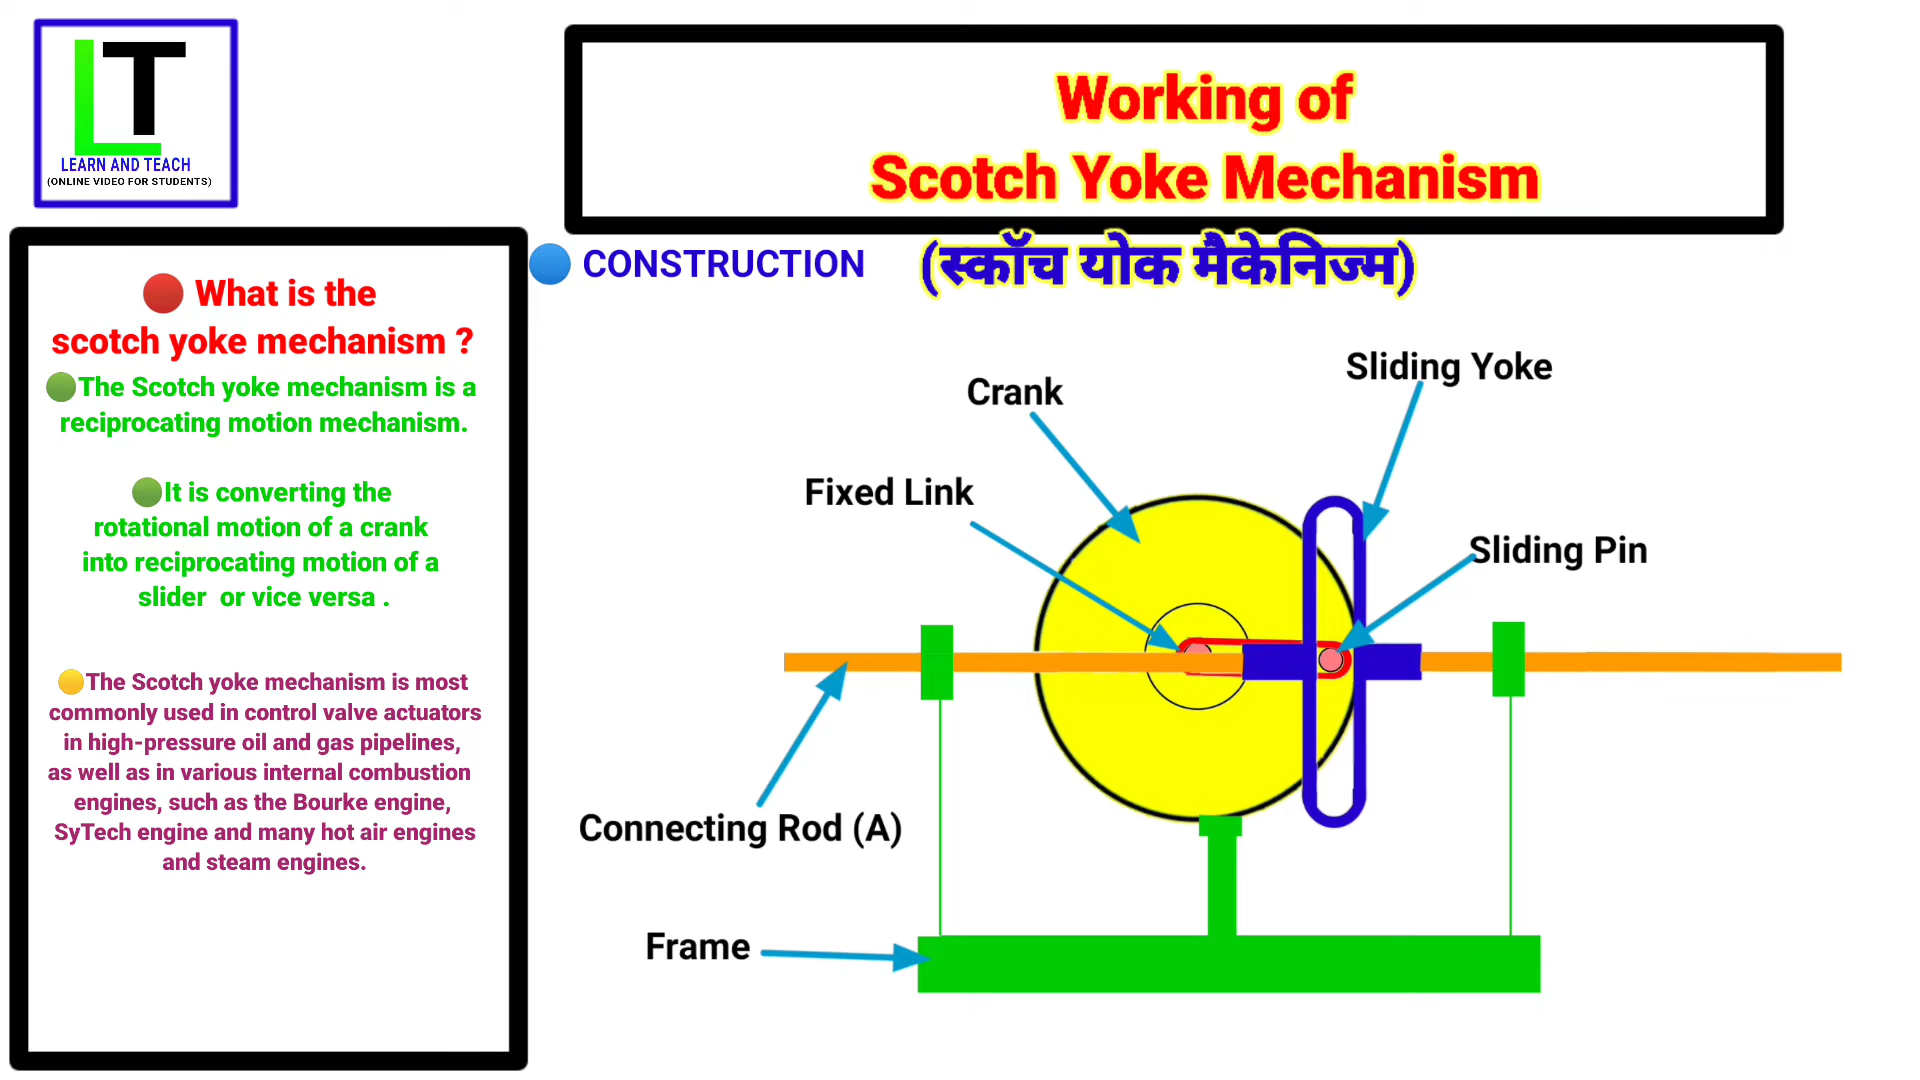 LT
LEARN AND TEACH
(ONLINE VIDEO FOR STUDENTS)
Working of
Scotch Yoke Mechanism
(स्कॉच योक मैकेनिज्म)
What is the
scotch yoke mechanism ?
The Scotch yoke mechanism is a
reciprocating motion mechanism.
It is converting the
rotational motion of a crank
into reciprocating motion of a
slider or vice versa .
The Scotch yoke mechanism is most
commonly used in control valve actuators
in high-pressure oil and gas pipelines,
as well as in various internal combustion
engines, such as the Bourke engine,
SyTech engine and many hot air engines
and steam engines.
CONSTRUCTION
Sliding Yoke
Crank
Fixed Link
Sliding Pin
Connecting Rod (A)
Frame